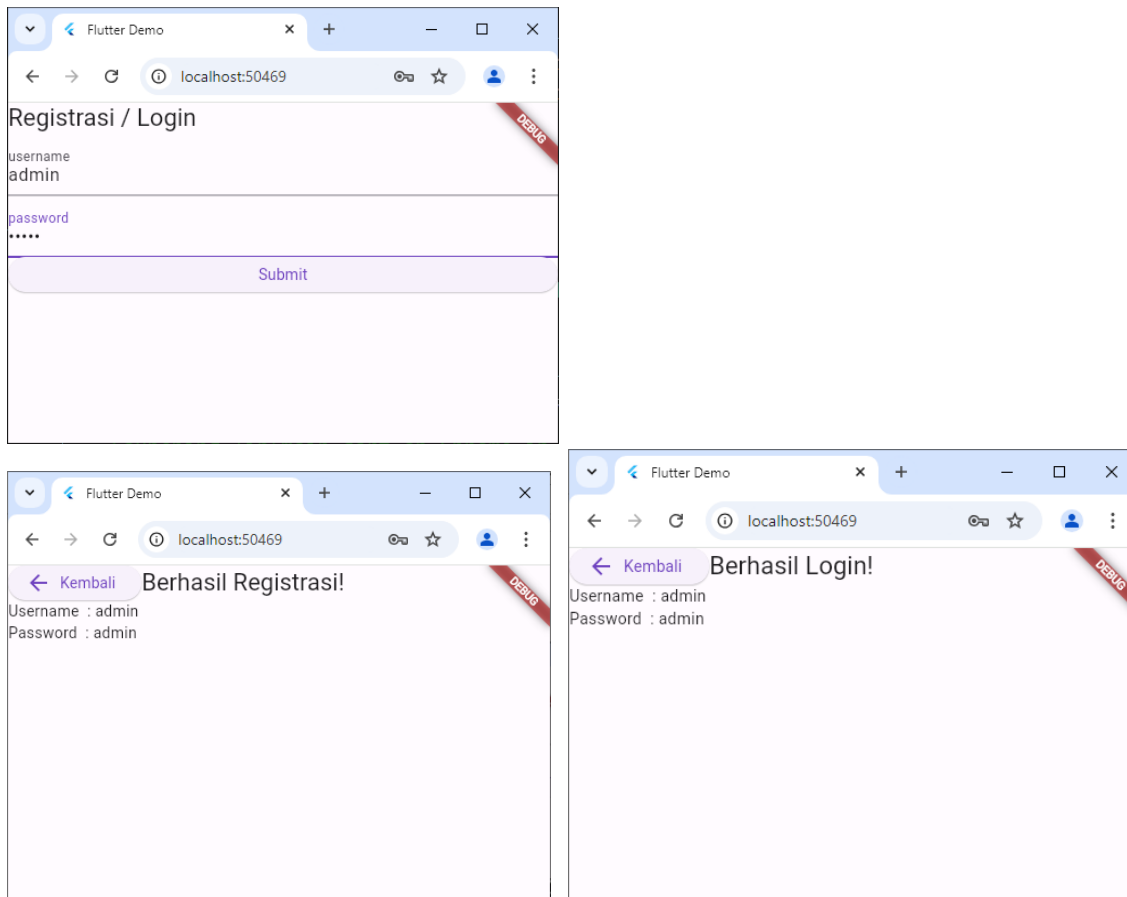 Flutter Demo
localhost:50469
Registrasi / Login
DEBUG
username
admin
password
•••••
Submit
Flutter Demo
localhost:50469
Kembali Berhasil Registrasi!
DEBUG
Username : admin
Password : admin
Flutter Demo
localhost:50469
Kembali Berhasil Login!
DEBUG
Username : admin
Password : admin